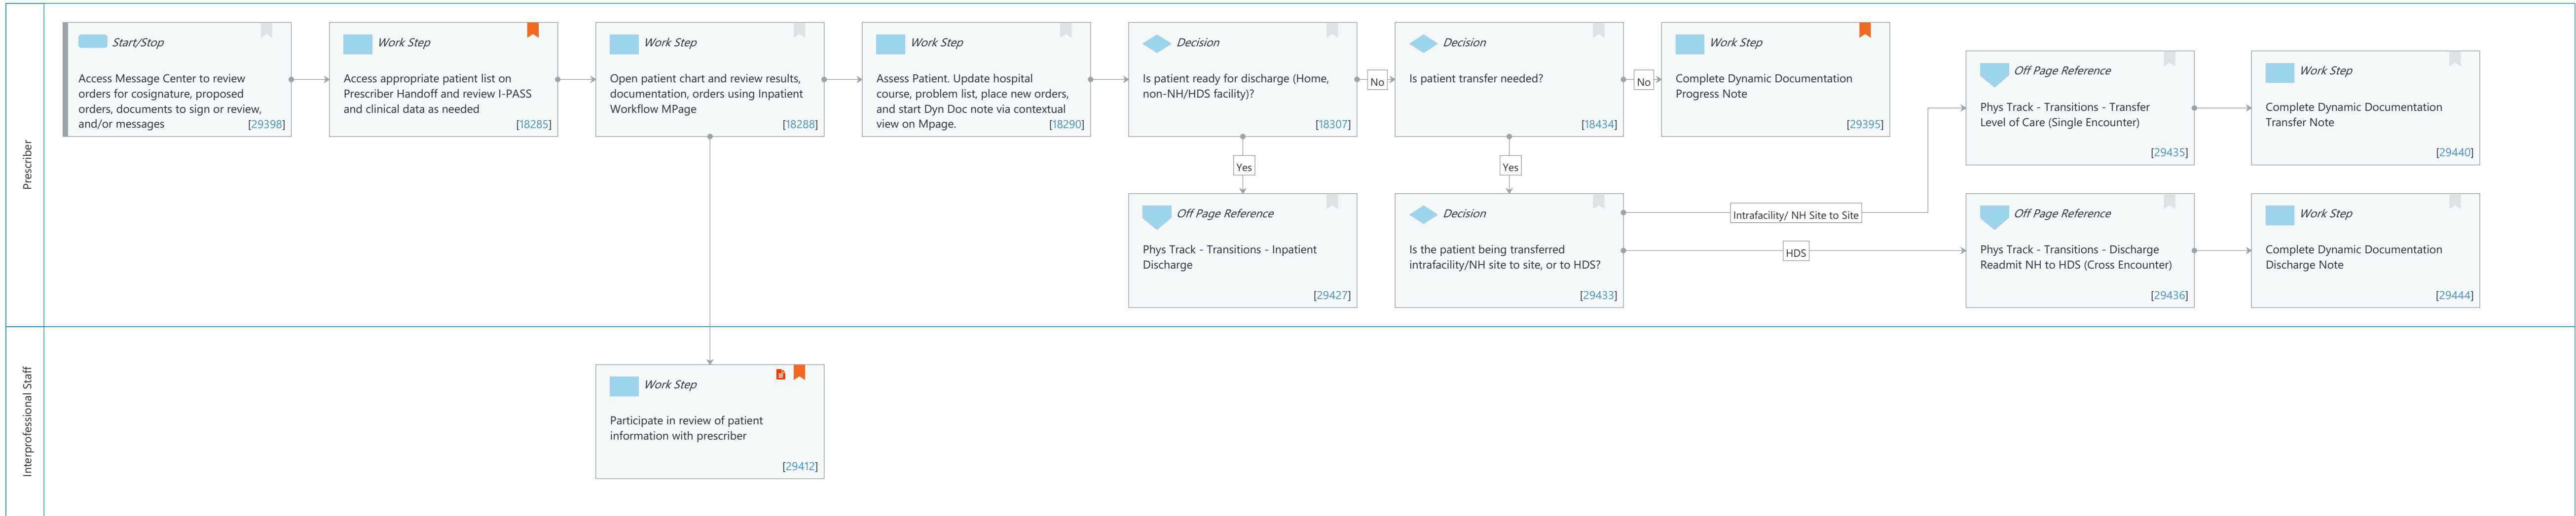 Prescriber
Start/Stop
Access Message Center to review
orders for cosignature, proposed
orders, documents to sign or review,
and/or messages
[29398]
Work Step
Access appropriate patient list on
Prescriber Handoff and review I-PASS
and clinical data as needed
[18285]
Work Step
Open patient chart and review results,
documentation, orders using Inpatient
Workflow MPage
[18288]
Work Step
Assess Patient. Update hospital
course, problem list, place new orders,
and start Dyn Doc note via contextual
view on Mpage.
[18290]
Decision
Is patient ready for discharge (Home,
non-NH/HDS facility)?
[18307]
No
Yes
Decision
Is patient transfer needed?
[18434]
No
Yes
Work Step
Complete Dynamic Documentation
Progress Note
[29395]
Off Page Reference
Phys Track - Transitions - Transfer
Level of Care (Single Encounter)
[29435]
Work Step
Complete Dynamic Documentation
Transfer Note
[29440]
Off Page Reference
Phys Track - Transitions - Inpatient
Discharge
[29427]
Decision
Is the patient being transferred
intrafacility/NH site to site, or to HDS?
[29433]
Intrafacility/ NH Site to Site
HDS
Off Page Reference
Phys Track - Transitions - Discharge
Readmit NH to HDS (Cross Encounter)
[29436]
Work Step
Complete Dynamic Documentation
Discharge Note
[29444]
Interprofessional Staff
Work Step
Participate in review of patient
information with prescriber
[29412]